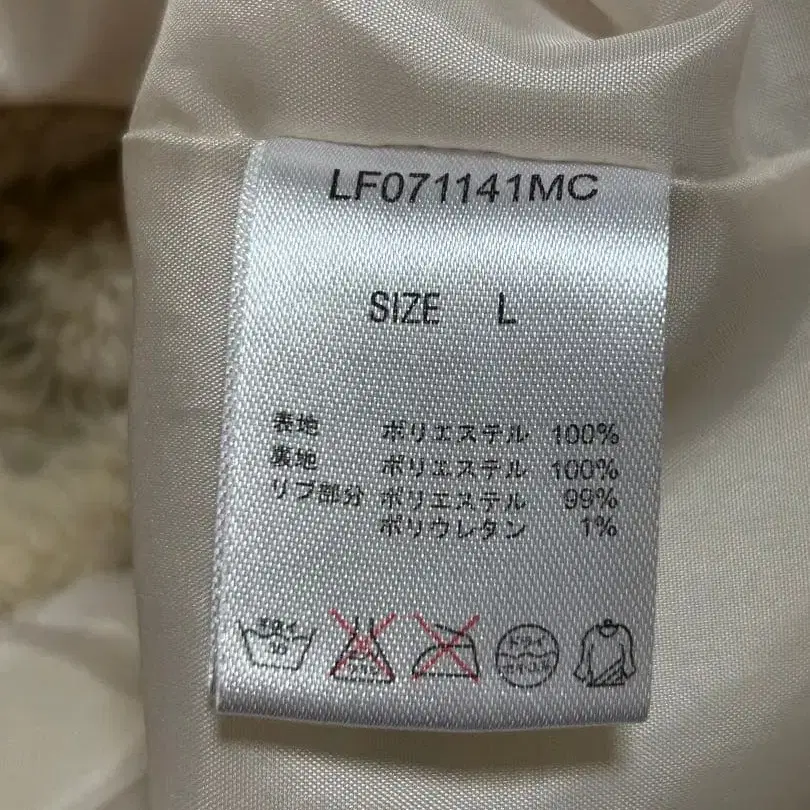 LF071141MC
SIZE L
表地 ポリエステル 100%
裏地 ポリエステル 100%
リブ部分 ポリエステル 99%
ポリウレタン 1%